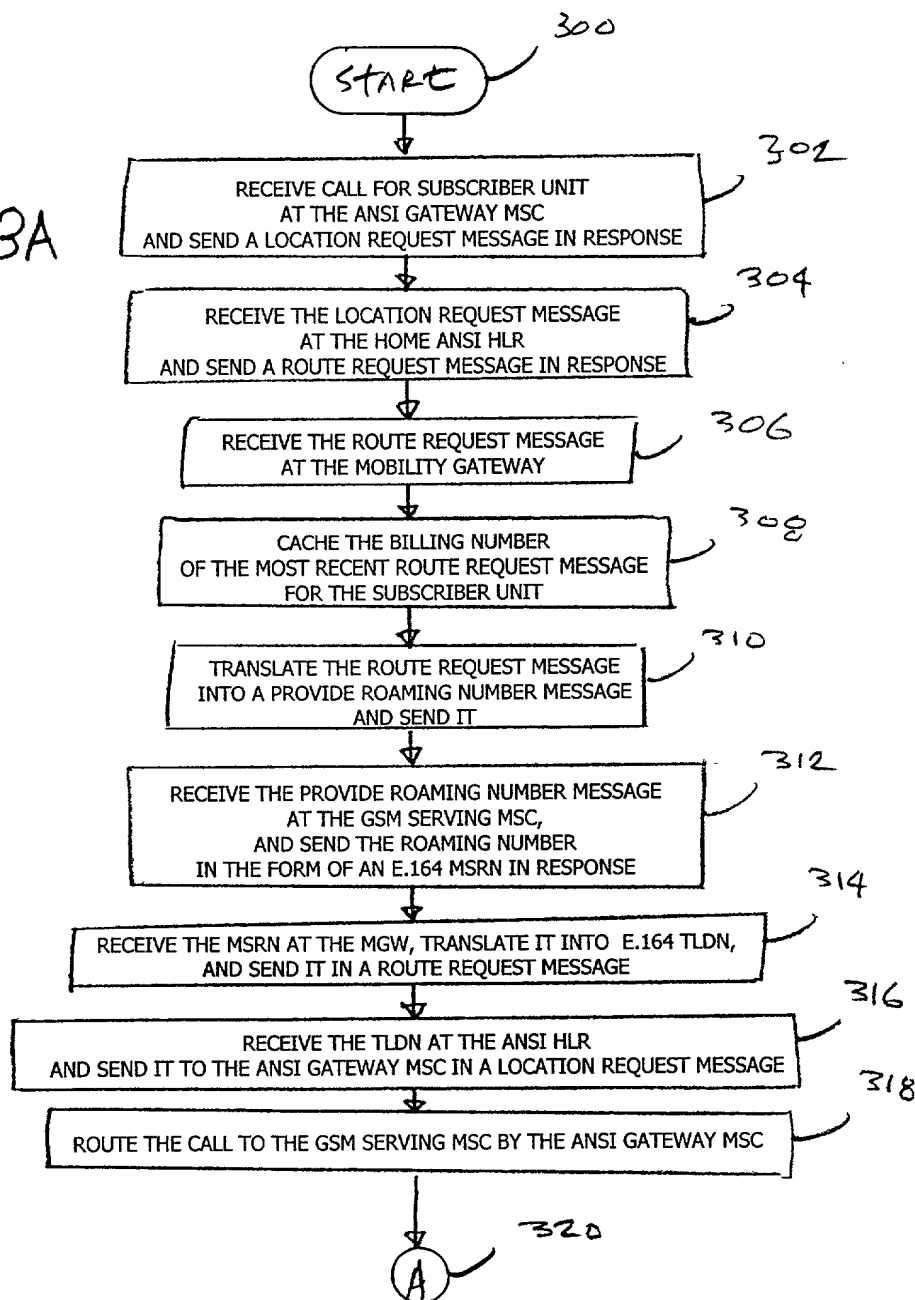 300
START
302
RECEIVE CALL FOR SUBSCRIBER UNIT
AT THE ANSI GATEWAY MSC
AND SEND A LOCATION REQUEST MESSAGE IN RESPONSE
3A
304
RECEIVE THE LOCATION REQUEST MESSAGE
AT THE HOME ANSI HLR
AND SEND A ROUTE REQUEST MESSAGE IN RESPONSE
306
RECEIVE THE ROUTE REQUEST MESSAGE
AT THE MOBILITY GATEWAY
308
CACHE THE BILLING NUMBER
OF THE MOST RECENT ROUTE REQUEST MESSAGE
FOR THE SUBSCRIBER UNIT
310
TRANSLATE THE ROUTE REQUEST MESSAGE
INTO A PROVIDE ROAMING NUMBER MESSAGE
AND SEND IT
312
RECEIVE THE PROVIDE ROAMING NUMBER MESSAGE
AT THE GSM SERVING MSC,
AND SEND THE ROAMING NUMBER
IN THE FORM OF AN E.164 MSRN IN RESPONSE
314
RECEIVE THE MSRN AT THE MGW, TRANSLATE IT INTO E.164 TLDN,
AND SEND IT IN A ROUTE REQUEST MESSAGE
316
RECEIVE THE TLDN AT THE ANSI HLR
AND SEND IT TO THE ANSI GATEWAY MSC IN A LOCATION REQUEST MESSAGE
318
ROUTE THE CALL TO THE GSM SERVING MSC BY THE ANSI GATEWAY MSC
320
A